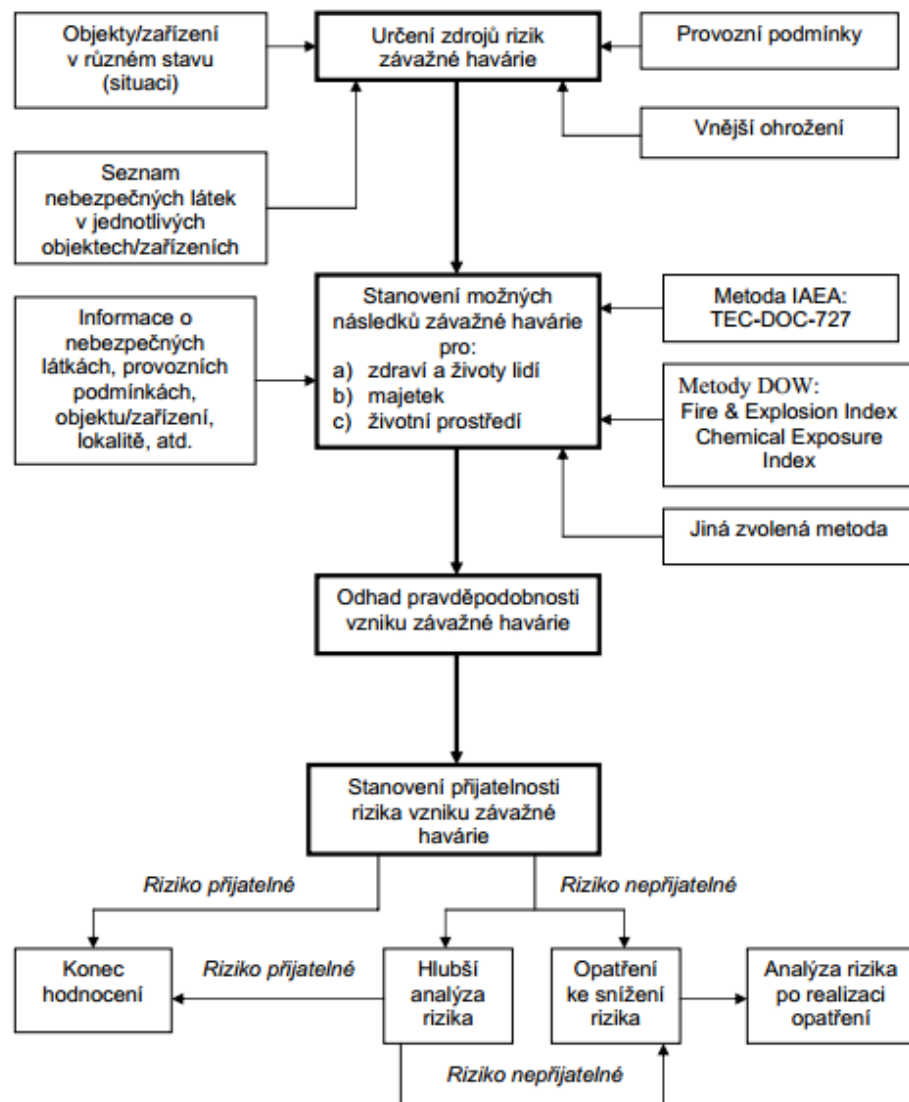 Objekty/zařízení
v různém stavu
(situaci)
Určení zdrojů rizik
závažné havárie
Provozní podmínky
Vnější ohrožení
Seznam
nebezpečných látek
v jednotlivých
objektech/zařízeních
Informace o
nebezpečných
látkách, provozních
podmínkách,
objektu/zařízení,
lokalitě, atd.
Stanovení možných
následků závažné havárie
pro:
a) zdraví a životy lidí
b) majetek
c) životní prostředí
Metoda IAEA:
TEC-DOC-727
Metody DOW:
Fire & Explosion Index
Chemical Exposure
Index
Jiná zvolená metoda
Odhad pravděpodobnosti
vzniku závažné havárie
Stanovení přijatelnosti
rizika vzniku závažné
havárie
Riziko přijatelné
Riziko nepřijatelné
Konec
hodnocení
Riziko přijatelné
Hlubší
analýza
rizika
Opatření
ke snížení
rizika
Analýza rizika
po realizaci
opatření
Riziko nepřijatelné